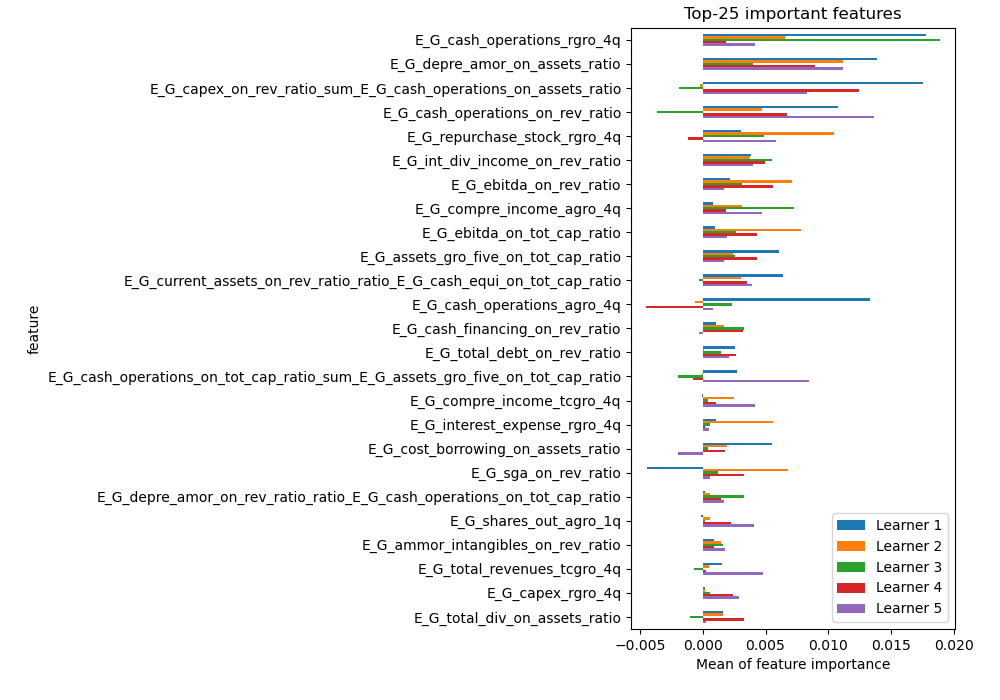 Top-25 important features
E_G_cash_operations_rgro_4q
E_G_depre_amor_on_assets_ratio
E_G_capex_on_rev_ratio_sum_E_G_cash_operations_on_assets_ratio
E_G_cash_operations_on_rev_ratio
E_G_repurchase_stock_rgro_4q
E_G_int_div_income_on_rev_ratio
E_G_ebitda_on_rev_ratio
E_G_compre_income_agro_4q
E_G_ebitda_on_tot_cap_ratio
E_G_assets_gro_five_on_tot_cap_ratio
E_G_current_assets_on_rev_ratio_ratio_E_G_cash_equi_on_tot_cap_ratio
E_G_cash_operations_agro_4q
E_G_cash_financing_on_rev_ratio
E_G_total_debt_on_rev_ratio
E_G_cash_operations_on_tot_cap_ratio_sum_E_G_assets_gro_five_on_tot_cap_ratio
E_G_compre_income_tcgro_4q
E_G_interest_expense_rgro_4q
E_G_cost_borrowing_on_assets_ratio
E_G_sga_on_rev_ratio
E_G_depre_amor_on_rev_ratio_ratio_E_G_cash_operations_on_tot_cap_ratio
E_G_shares_out_agro_1q
E_G_ammor_intangibles_on_rev_ratio
E_G_total_revenues_tcgro_4q
E_G_capex_rgro_4q
E_G_total_div_on_assets_ratio
feature
Learner 1
Learner 2
Learner 3
Learner 4
Learner 5
−0.005 0.000 0.005 0.010 0.015 0.020
Mean of feature importance